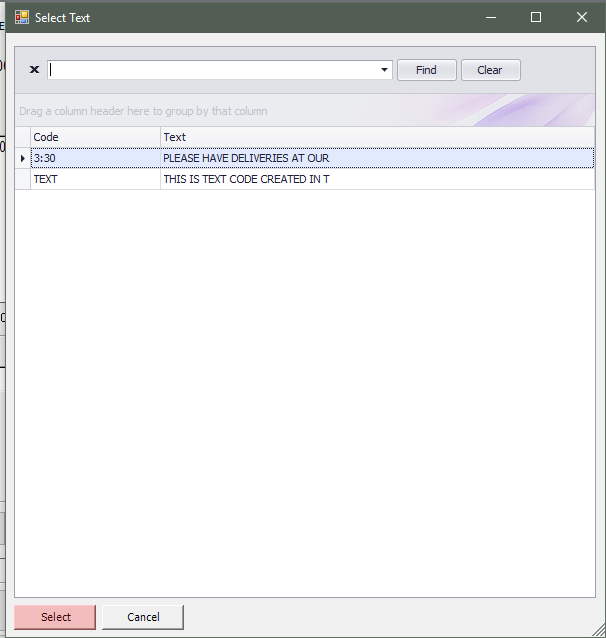 Select Text
x
Find
Clear
Drag a column header here to group by that column
Code Text
3:30 PLEASE HAVE DELIVERIES AT OUR
TEXT THIS IS TEXT CODE CREATED IN T
Select
Cancel